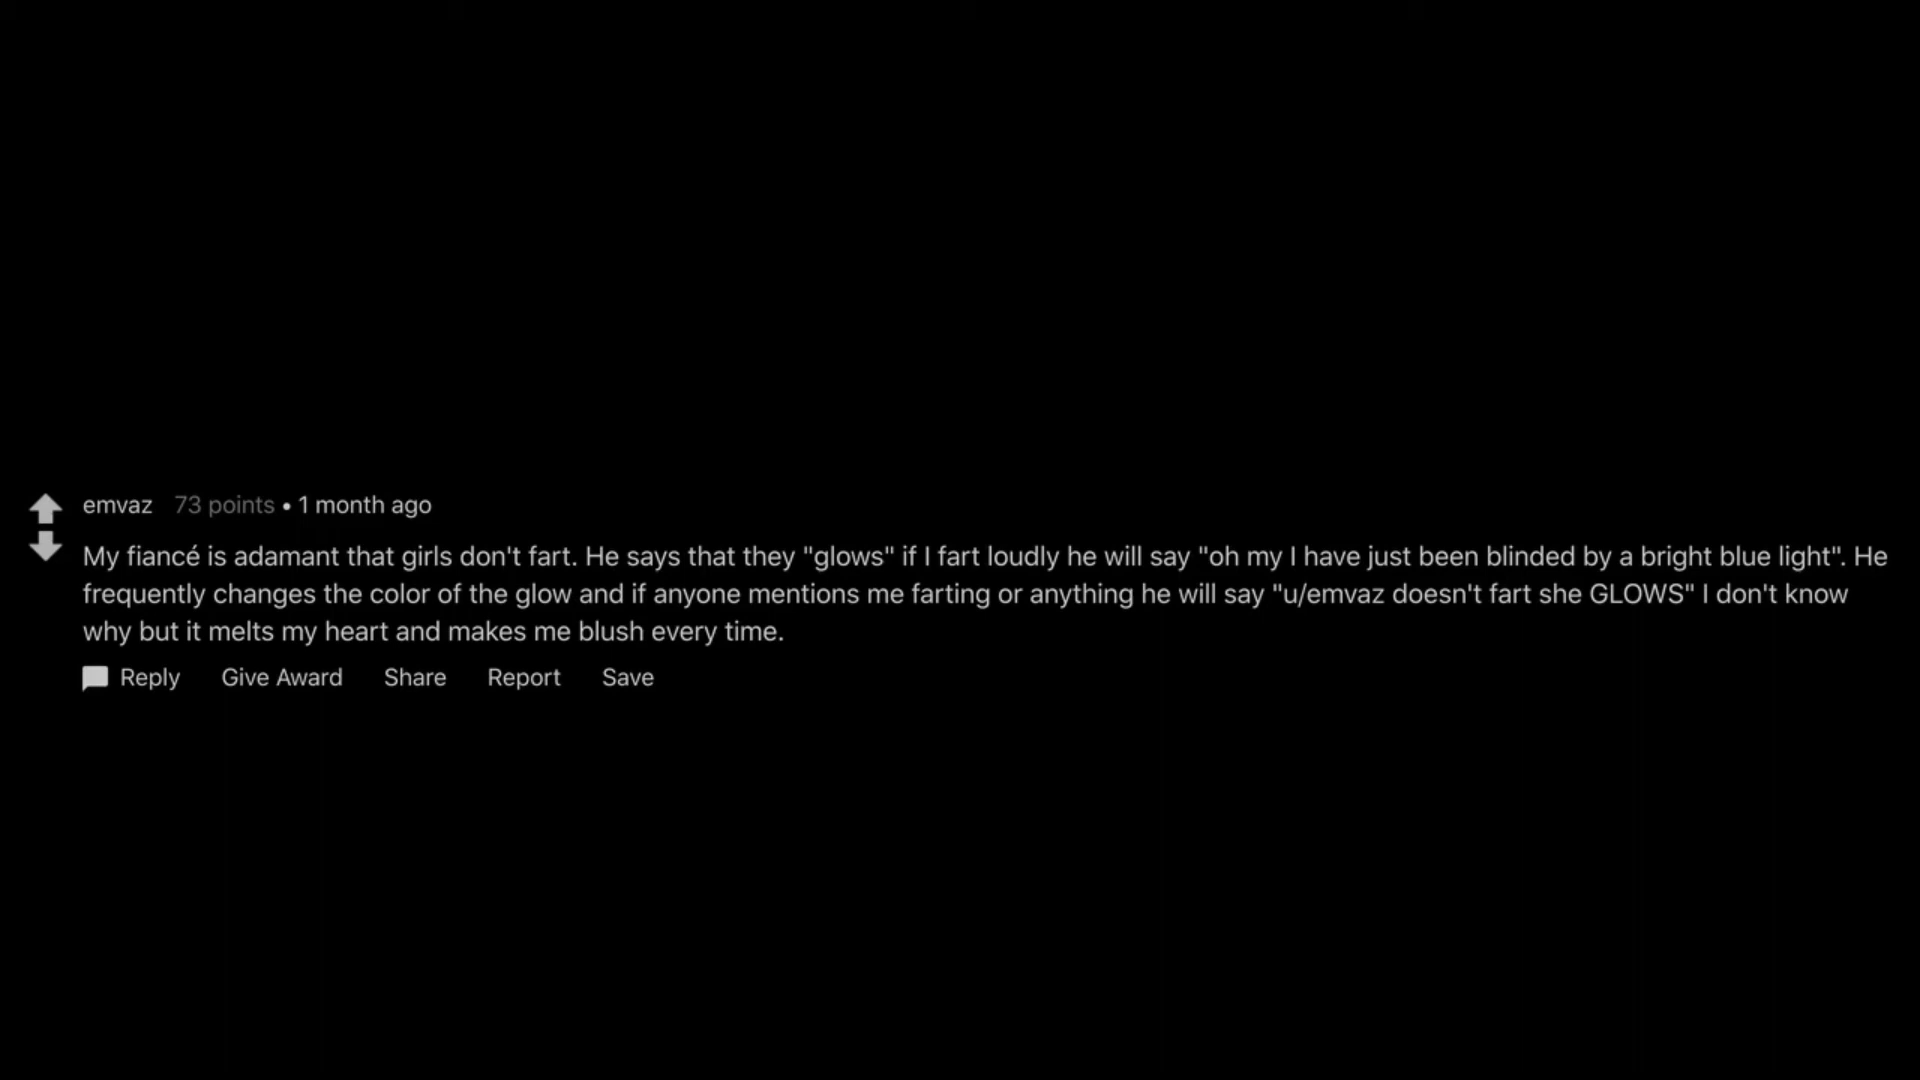 emvaz 73 points • 1 month ago
My fiancé is adamant that girls don't fart. He says that they "glows" if I fart loudly he will say "oh my I have just been blinded by a bright blue light". He
frequently changes the color of the glow and if anyone mentions me farting or anything he will say "u/emvaz doesn't fart she GLOWS" I don't know
why but it melts my heart and makes me blush every time.
Reply Give Award Share Report Save